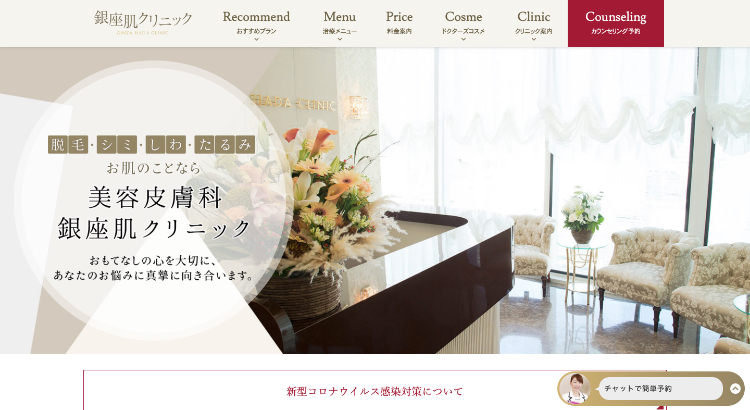 銀座肌クリニック
GINZA HADA CLINIC
Recommend
おすすめプラン
Menu
治療メニュー
Price
料金案内
Cosme
ドクターズコスメ
Clinic
クリニック案内
Counseling
カウンセリング予約
脱毛・シミ・しわ・たるみ
お肌のことなら
美容皮膚科
銀座肌クリニック
おもてなしの心を大切に、
あなたのお悩みに真摯に向き合います。
新型コロナウイルス感染対策について
チャットで簡単予約